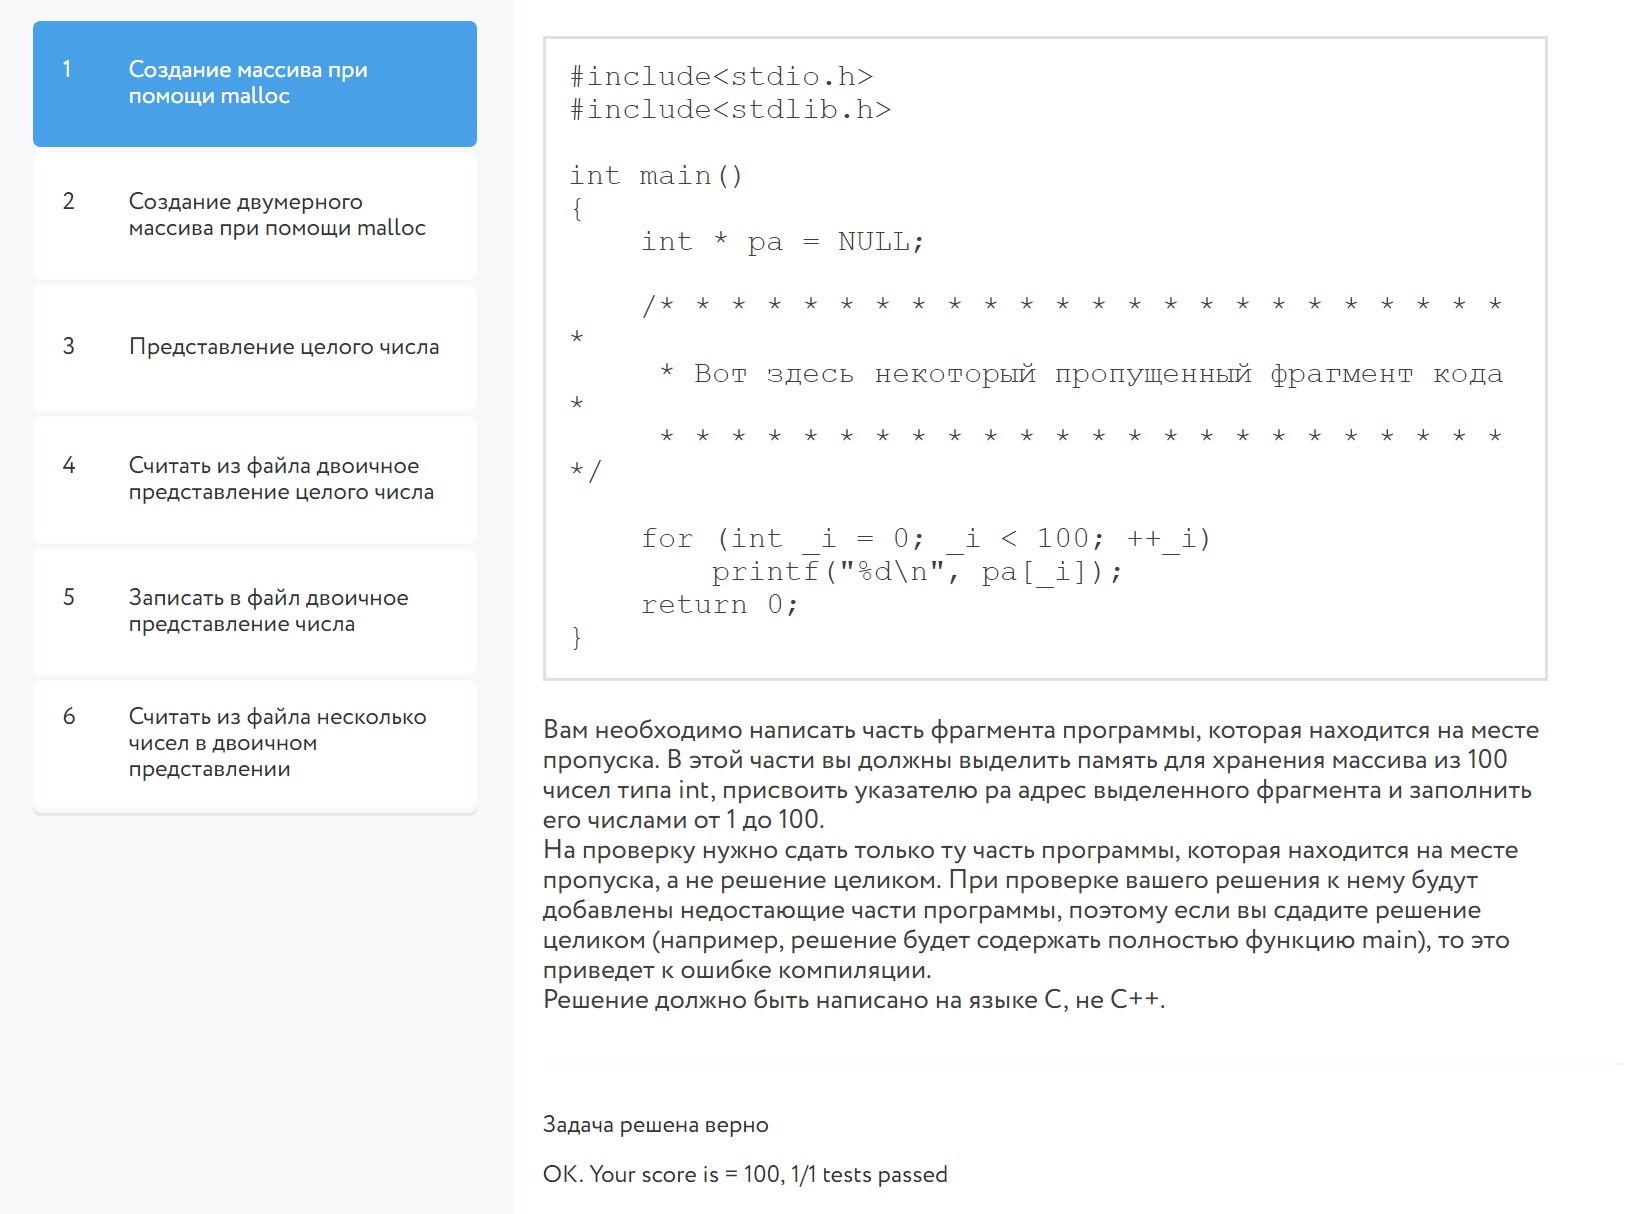 1
Создание массива при
помощи malloc
2
Создание двумерного
массива при помощи malloc
3
Представление целого числа
4
Считать из файла двоичное
представление целого числа
5
Записать в файл двоичное
представление числа
6
Считать из файла несколько
чисел в двоичном
представлении
#include<stdio.h>
#include<stdlib.h>
int main()
{
    int * pa = NULL;
    /* * * * * * * * * * * * * * * * * * * * * * * *
*
     * Вот здесь некоторый пропущенный фрагмент кода
*
     * * * * * * * * * * * * * * * * * * * * * * * *
*/
    for (int _i = 0; _i < 100; ++_i)
        printf("%d\n", pa[_i]);
    return 0;
}
Вам необходимо написать часть фрагмента программы, которая находится на месте
пропуска. В этой части вы должны выделить память для хранения массива из 100
чисел типа int, присвоить указателю pa адрес выделенного фрагмента и заполнить
его числами от 1 до 100.
На проверку нужно сдать только ту часть программы, которая находится на месте
пропуска, а не решение целиком. При проверке вашего решения к нему будут
добавлены недостающие части программы, поэтому если вы сдадите решение
целиком (например, решение будет содержать полностью функцию main), то это
приведет к ошибке компиляции.
Решение должно быть написано на языке C, не C++.
Задача решена верно
OK. Your score is = 100, 1/1 tests passed